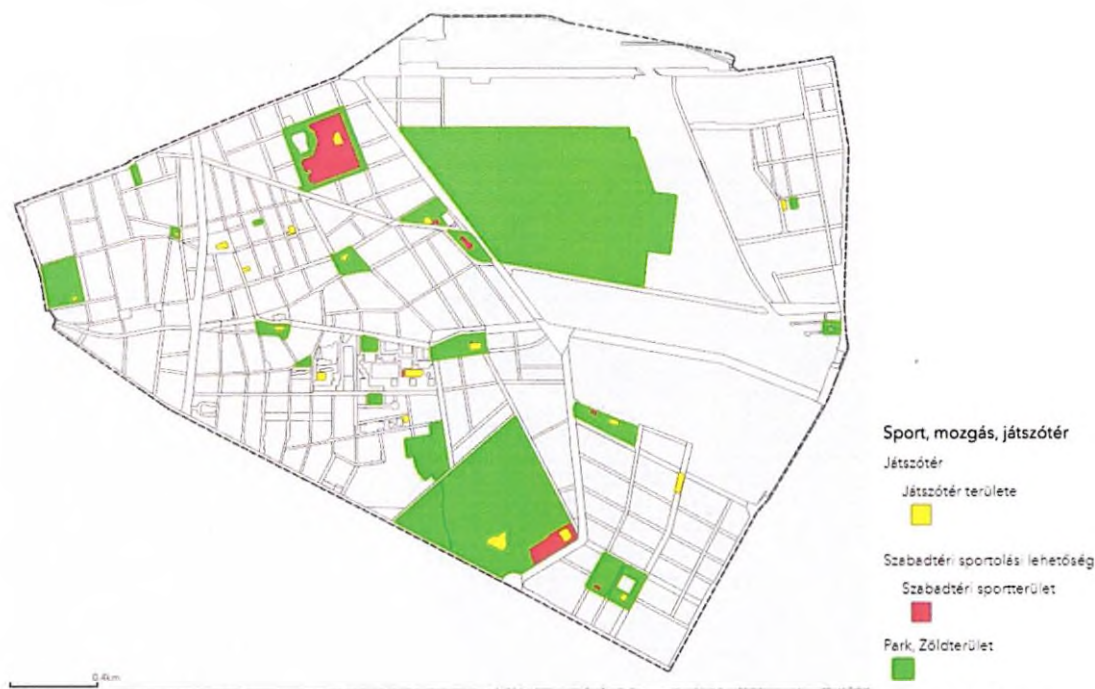 Sport, mozgás, játszótér
Játszótér
Játszótér területe
Szabadtéri sportolási lehetőség
Szabadtéri sportterület
Park, Zöldterület
0.4km